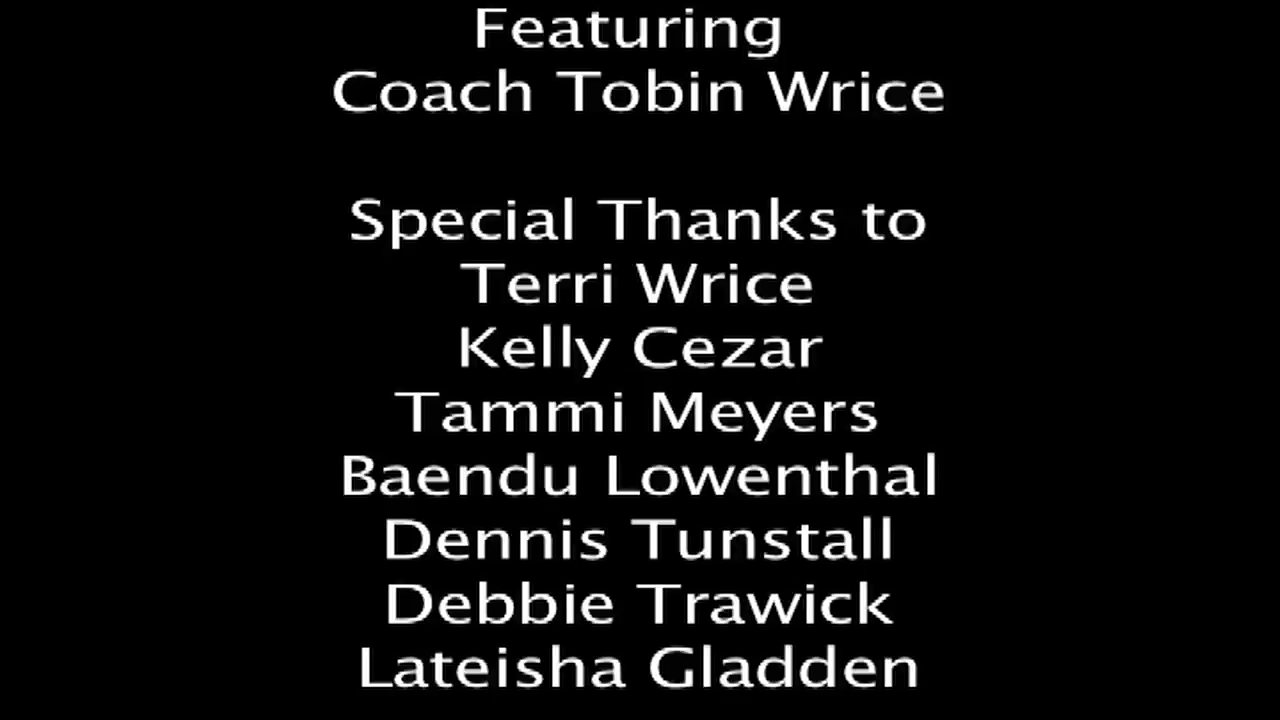 Featuring
Coach Tobin Wrice
Special Thanks to
Terri Wrice
Kelly Cezar
Tammi Meyers
Baendu Lowenthal
Dennis Tunstall
Debbie Trawick
Lateisha Gladden